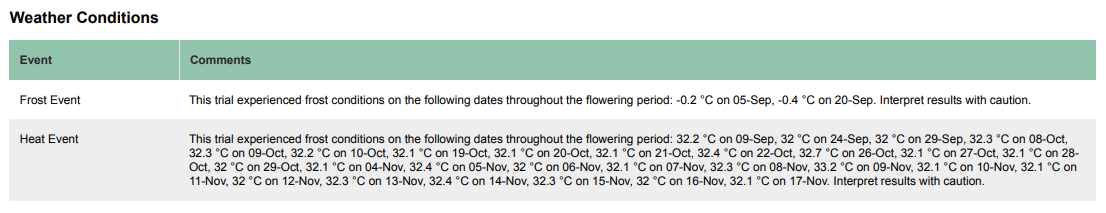 Weather Conditions
Event Comments
Frost Event This trial experienced frost conditions on the following dates throughout the flowering period: -0.2 °C on 05-Sep, -0.4 °C on 20-Sep. Interpret results with caution.
Heat Event This trial experienced frost conditions on the following dates throughout the flowering period: 32.2 °C on 09-Sep, 32 °C on 24-Sep, 32 °C on 29-Sep, 32.3 °C on 08-Oct,
32.3 °C on 09-Oct, 32.2 °C on 10-Oct, 32.1 °C on 19-Oct, 32.1 °C on 20-Oct, 32.1 °C on 21-Oct, 32.4 °C on 22-Oct, 32.7 °C on 26-Oct, 32.1 °C on 27-Oct, 32.1 °C on 28-
Oct, 32 °C on 29-Oct, 32.1 °C on 04-Nov, 32.4 °C on 05-Nov, 32 °C on 06-Nov, 32.1 °C on 07-Nov, 32.3 °C on 08-Nov, 33.2 °C on 09-Nov, 32.1 °C on 10-Nov, 32.1 °C on
11-Nov, 32 °C on 12-Nov, 32.3 °C on 13-Nov, 32.4 °C on 14-Nov, 32.3 °C on 15-Nov, 32 °C on 16-Nov, 32.1 °C on 17-Nov. Interpret results with caution.